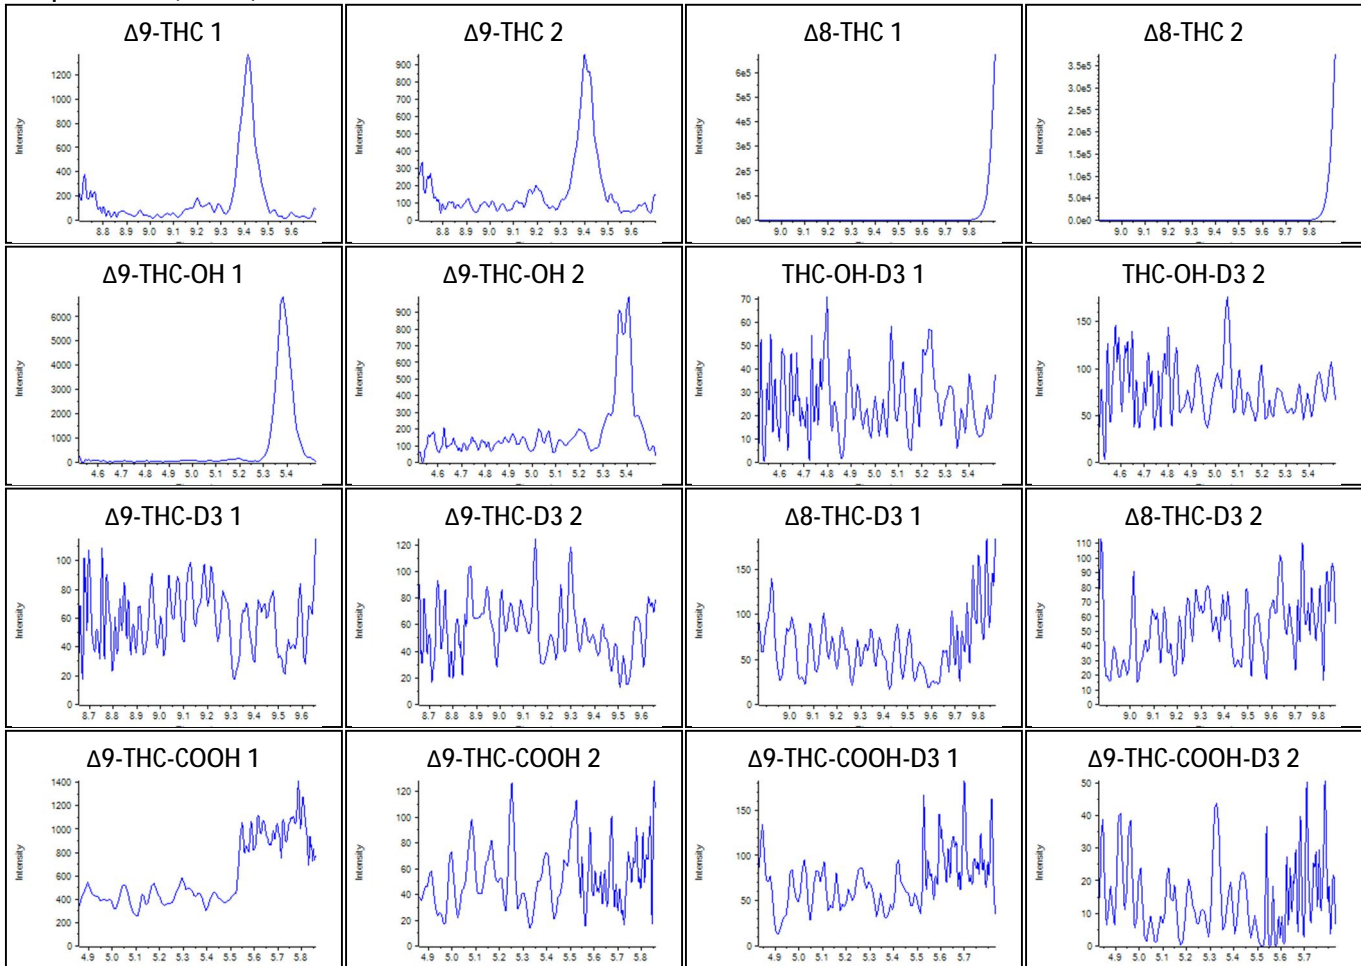 Δ9-THC 1
Intensity
1200
1000
800
600
400
200
0
8.8 8.9 9.0 9.1 9.2 9.3 9.4 9.5 9.6
Δ9-THC 2
Intensity
900
800
700
600
500
400
300
200
100
0
8.8 8.9 9.0 9.1 9.2 9.3 9.4 9.5 9.6
Δ8-THC 1
Intensity
6e5
5e5
4e5
3e5
2e5
1e5
0e0
9.0 9.1 9.2 9.3 9.4 9.5 9.6 9.7 9.8
Δ8-THC 2
Intensity
3.5e5
3.0e5
2.5e5
2.0e5
1.5e5
1.0e5
5.0e4
0.0e0
9.0 9.1 9.2 9.3 9.4 9.5 9.6 9.7 9.8
Δ9-THC-OH 1
Intensity
6000
5000
4000
3000
2000
1000
0
4.6 4.7 4.8 4.9 5.0 5.1 5.2 5.3 5.4
Δ9-THC-OH 2
Intensity
900
800
700
600
500
400
300
200
100
0
4.6 4.7 4.8 4.9 5.0 5.1 5.2 5.3 5.4
THC-OH-D3 1
Intensity
70
60
50
40
30
20
10
0
4.6 4.7 4.8 4.9 5.0 5.1 5.2 5.3 5.4
THC-OH-D3 2
Intensity
150
100
50
0
4.6 4.7 4.8 4.9 5.0 5.1 5.2 5.3 5.4
Δ9-THC-D3 1
Intensity
100
80
60
40
20
0
8.7 8.8 8.9 9.0 9.1 9.2 9.3 9.4 9.5 9.6
Δ9-THC-D3 2
Intensity
120
100
80
60
40
20
0
8.7 8.8 8.9 9.0 9.1 9.2 9.3 9.4 9.5 9.6
Δ8-THC-D3 1
Intensity
150
100
50
0
9.0 9.1 9.2 9.3 9.4 9.5 9.6 9.7 9.8
Δ8-THC-D3 2
Intensity
110
100
90
80
70
60
50
40
30
20
10
0
9.0 9.1 9.2 9.3 9.4 9.5 9.6 9.7 9.8
Δ9-THC-COOH 1
Intensity
1400
1200
1000
800
600
400
200
0
4.9 5.0 5.1 5.2 5.3 5.4 5.5 5.6 5.7 5.8
Δ9-THC-COOH 2
Intensity
120
100
80
60
40
20
0
4.9 5.0 5.1 5.2 5.3 5.4 5.5 5.6 5.7 5.8
Δ9-THC-COOH-D3 1
Intensity
150
100
50
0
4.9 5.0 5.1 5.2 5.3 5.4 5.5 5.6 5.7
Δ9-THC-COOH-D3 2
Intensity
50
40
30
20
10
0
4.9 5.0 5.1 5.2 5.3 5.4 5.5 5.6 5.7